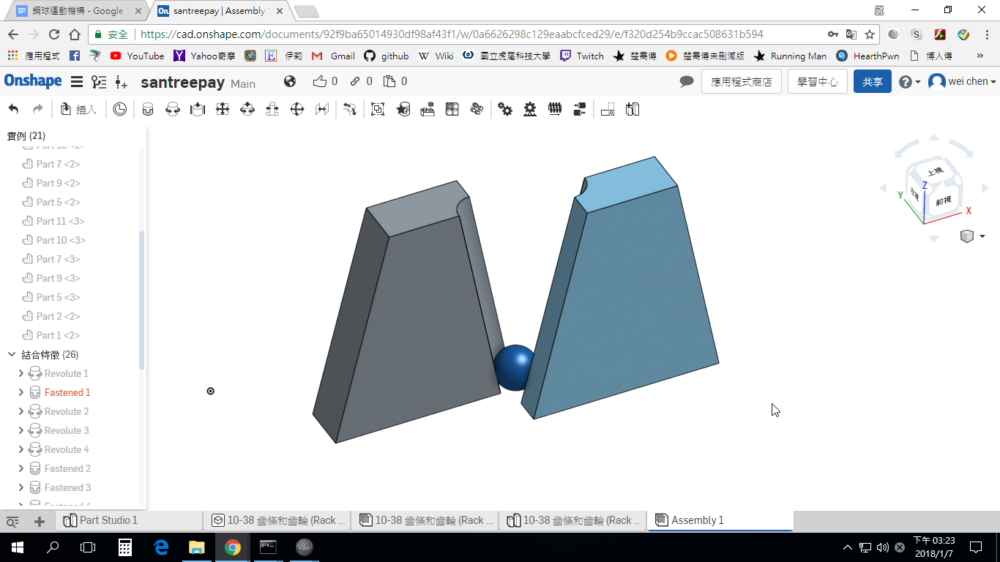 鋼球運動機構 - Google
santreepay | Assembly
安全
https://cad.onshape.com/documents/92f9ba65014930df98af43f1/w/0a6626298c129eaabcfced29/e/f320d254b9ccac508631b594
應用程式 YouTube Yahoo奇摩 伊莉 Gmail github Wiki 國立虎尾科技大學 Twitch 楚喬傳 楚喬傳未刪減版 Running Man HearthPwn 博人傳 »
Onshape santreepay Main 0 0 0 應用程式商店 學習中心 共享 wei chen
插入
實例 (21)
Part 10 <2>
Part 7 <2>
Part 9 <2>
Part 5 <2>
Part 11 <3>
Part 10 <3>
Part 7 <3>
Part 9 <3>
Part 5 <3>
Part 2 <2>
Part 1 <2>
結合特徵 (26)
Revolute 1
Fastened 1
Revolute 2
Revolute 3
Revolute 4
Fastened 2
Fastened 3
Fastened 4
上視
左視
前視
Z
Y
X
Part Studio 1
10-38 齒條和齒輪 (Rack ...
10-38 齒條和齒輪 (Rack ...
10-38 齒條和齒輪 (Rack ...
Assembly 1
下午 03:23
2018/1/7